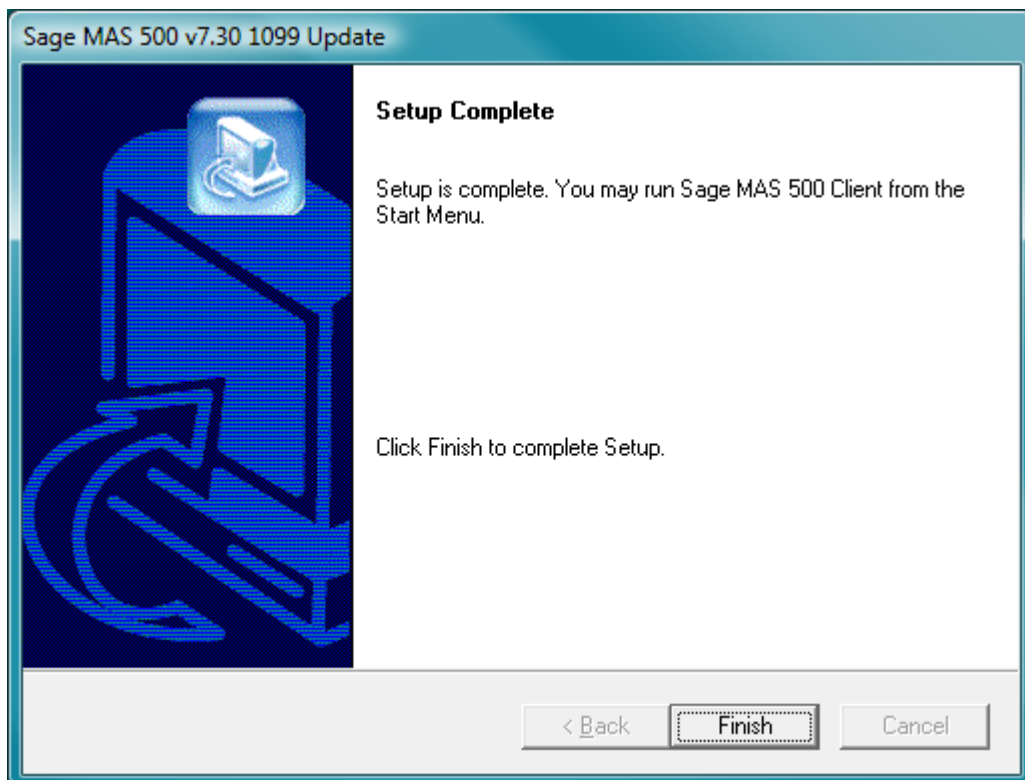 Sage MAS 500 v7.30 1099 Update
Setup Complete
Setup is complete. You may run Sage MAS 500 Client from the
Start Menu.
Click Finish to complete Setup.
< Back
Finish
Cancel